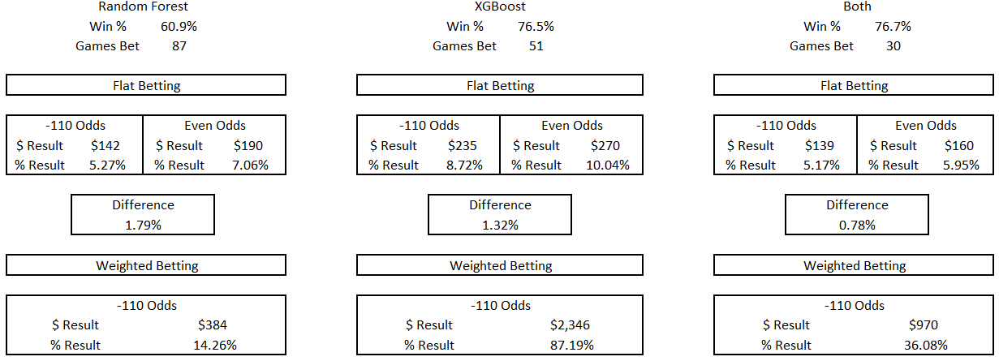 Random Forest
Win % 60.9%
Games Bet 87
Flat Betting
-110 Odds Even Odds
$ Result $142 $ Result $190
% Result 5.27% % Result 7.06%
Difference
1.79%
Weighted Betting
-110 Odds
$ Result $384
% Result 14.26%
XGBoost
Win % 76.5%
Games Bet 51
Flat Betting
-110 Odds Even Odds
$ Result $235 $ Result $270
% Result 8.72% % Result 10.04%
Difference
1.32%
Weighted Betting
-110 Odds
$ Result $2,346
% Result 87.19%
Both
Win % 76.7%
Games Bet 30
Flat Betting
-110 Odds Even Odds
$ Result $139 $ Result $160
% Result 5.17% % Result 5.95%
Difference
0.78%
Weighted Betting
-110 Odds
$ Result $970
% Result 36.08%